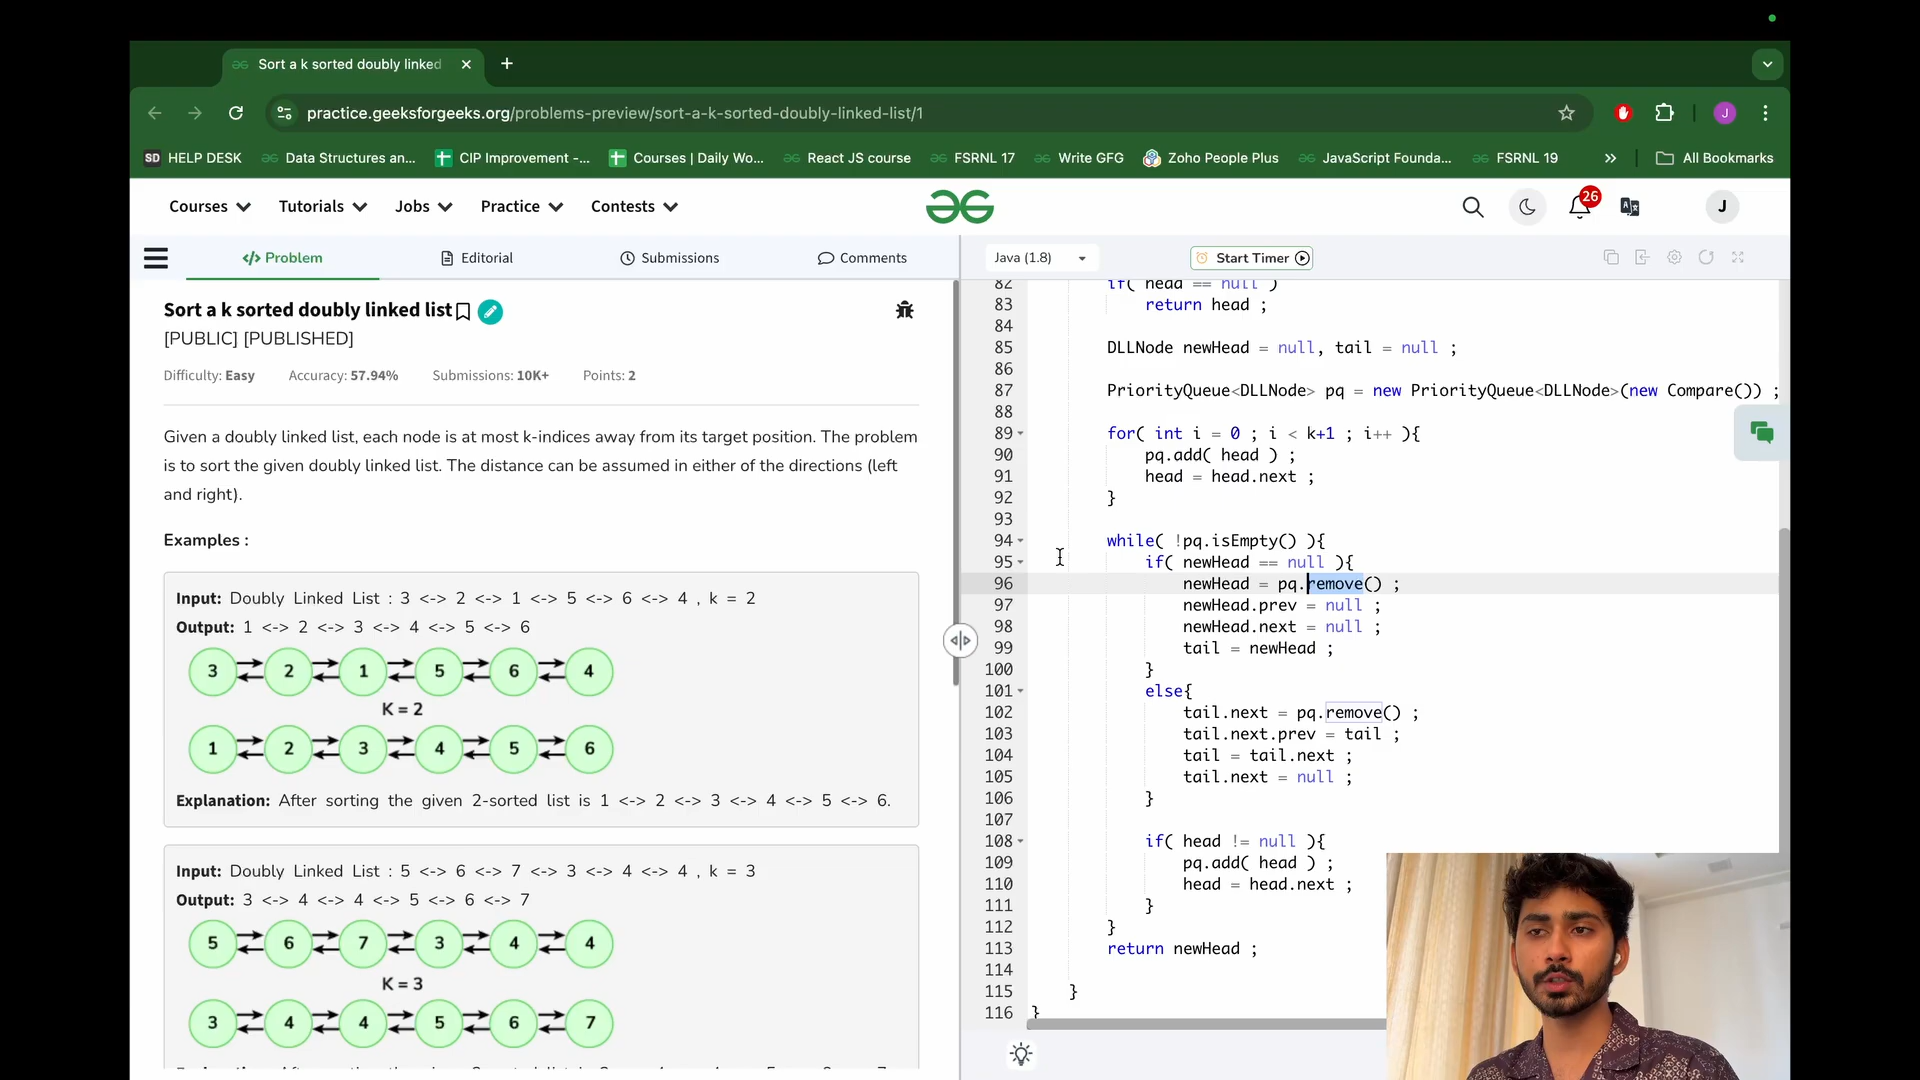 Sort a k sorted doubly linked
practice.geeksforgeeks.org/problems-preview/sort-a-k-sorted-doubly-linked-list/1
J
SD HELP DESK
Data Structures an...
CIP Improvement -...
Courses | Daily Wo...
React JS course
FSRNL 17
Write GFG
Zoho People Plus
JavaScript Founda...
FSRNL 19
»
All Bookmarks
Courses
Tutorials
Jobs
Practice
Contests
26
J
</> Problem
Editorial
Submissions
Comments
Java (1.8)
Start Timer
Sort a k sorted doubly linked list
[PUBLIC] [PUBLISHED]
Difficulty: Easy Accuracy: 57.94% Submissions: 10K+ Points: 2
Given a doubly linked list, each node is at most k-indices away from its target position. The problem
is to sort the given doubly linked list. The distance can be assumed in either of the directions (left
and right).
Examples :
Input: Doubly Linked List : 3 <-> 2 <-> 1 <-> 5 <-> 6 <-> 4 , k = 2
Output: 1 <-> 2 <-> 3 <-> 4 <-> 5 <-> 6
3 2 1 5 6 4
K = 2
1 2 3 4 5 6
Explanation: After sorting the given 2-sorted list is 1 <-> 2 <-> 3 <-> 4 <-> 5 <-> 6.
Input: Doubly Linked List : 5 <-> 6 <-> 7 <-> 3 <-> 4 <-> 4 , k = 3
Output: 3 <-> 4 <-> 4 <-> 5 <-> 6 <-> 7
5 6 7 3 4 4
K = 3
3 4 4 5 6 7
82 if( head == null )
83 return head ;
84
85 DLLNode newHead = null, tail = null ;
86
87 PriorityQueue<DLLNode> pq = new PriorityQueue<DLLNode>(new Compare()) ;
88
89 for( int i = 0 ; i < k+1 ; i++ ){
90 pq.add( head ) ;
91 head = head.next ;
92 }
93
94 while( !pq.isEmpty() ){
95 if( newHead == null ){
96 newHead = pq.remove() ;
97 newHead.prev = null ;
98 newHead.next = null ;
99 tail = newHead ;
100 }
101 else{
102 tail.next = pq.remove() ;
103 tail.next.prev = tail ;
104 tail = tail.next ;
105 tail.next = null ;
106 }
107
108 if( head != null ){
109 pq.add( head ) ;
110 head = head.next ;
111 }
112 }
113 return newHead ;
114
115 }
116 }